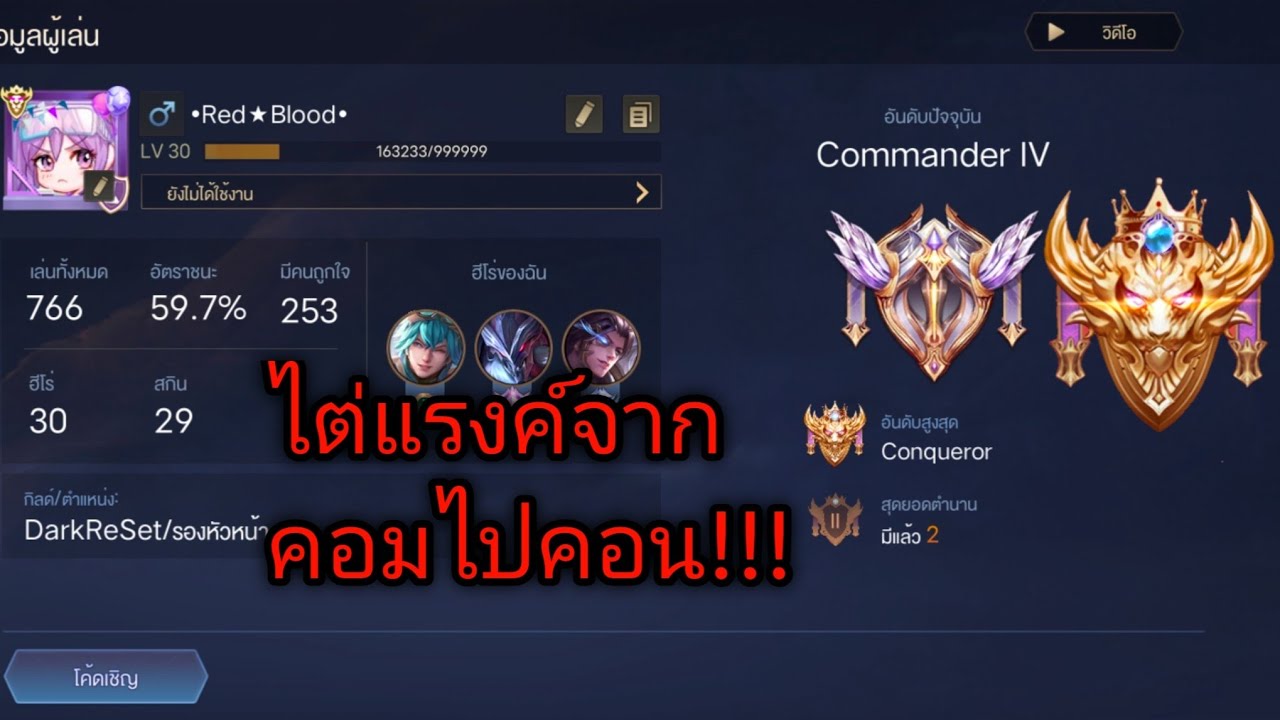 อมูลผู้เล่น
วิดีโอ
•Red★Blood•
LV 30
163233/999999
ยังไม่ได้ใช้งาน
เล่นทั้งหมด อัตราชนะ มีคนถูกใจ
766 59.7% 253
ฮีโร่ สกิน
30 29
ฮีโร่ของฉัน
กิลด์/ตำแหน่ง:
DarkReSet/รองหัวหน้า
อันดับปัจจุบัน
Commander IV
อันดับสูงสุด
Conqueror
II
สุดยอดตำนาน
มีแล้ว 2
ไต่แรงค์จาก
คอมไปคอน!!!
โค้ดเชิญ